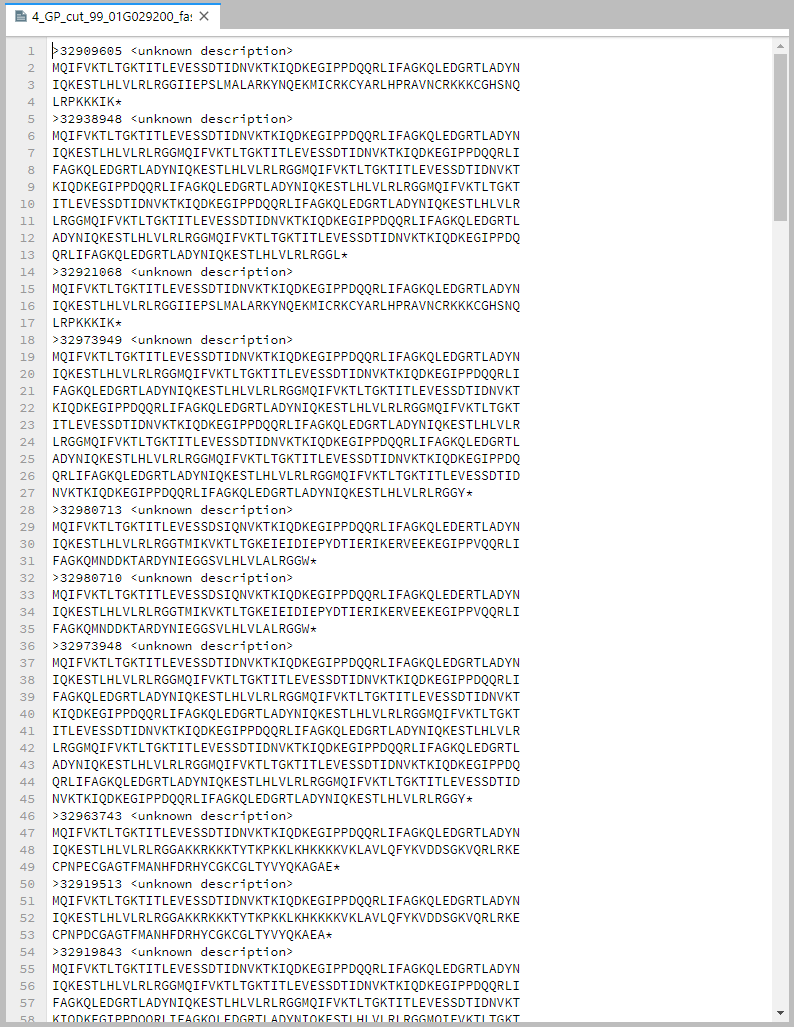 4_GP_cut_99_01G029200_fas
1 >32909605 <unknown description>
2 MQIFVKTLTGKTITLEVESSDTIDNVKTKIQDKEGIPPDQQRLIFAGKQLEDGRTLADYN
3 IQKESTLHLVLRLRGGIIEPSLMALARKYNQEKMICRKCYARLHPRAVNCRKKKCGHSNQ
4 LRPKKKIK*
5 >32938948 <unknown description>
6 MQIFVKTLTGKTITLEVESSDTIDNVKTKIQDKEGIPPDQQRLIFAGKQLEDGRTLADYN
7 IQKESTLHLVLRLRGGMQIFVKTLTGKTITLEVESSDTIDNVKTKIQDKEGIPPDQQRLI
8 FAGKQLEDGRTLADYNIQKESTLHLVLRLRGGMQIFVKTLTGKTITLEVESSDTIDNVKT
9 KIQDKEGIPPDQQRLIFAGKQLEDGRTLADYNIQKESTLHLVLRLRGGMQIFVKTLTGKT
10 ITLEVESSDTIDNVKTKIQDKEGIPPDQQRLIFAGKQLEDGRTLADYNIQKESTLHLVLR
11 LRGGMQIFVKTLTGKTITLEVESSDTIDNVKTKIQDKEGIPPDQQRLIFAGKQLEDGRTL
12 ADYNIQKESTLHLVLRLRGGMQIFVKTLTGKTITLEVESSDTIDNVKTKIQDKEGIPPDQ
13 QRLIFAGKQLEDGRTLADYNIQKESTLHLVLRLRGGL*
14 >32921068 <unknown description>
15 MQIFVKTLTGKTITLEVESSDTIDNVKTKIQDKEGIPPDQQRLIFAGKQLEDGRTLADYN
16 IQKESTLHLVLRLRGGIIEPSLMALARKYNQEKMICRKCYARLHPRAVNCRKKKCGHSNQ
17 LRPKKKIK*
18 >32973949 <unknown description>
19 MQIFVKTLTGKTITLEVESSDTIDNVKTKIQDKEGIPPDQQRLIFAGKQLEDGRTLADYN
20 IQKESTLHLVLRLRGGMQIFVKTLTGKTITLEVESSDTIDNVKTKIQDKEGIPPDQQRLI
21 FAGKQLEDGRTLADYNIQKESTLHLVLRLRGGMQIFVKTLTGKTITLEVESSDTIDNVKT
22 KIQDKEGIPPDQQRLIFAGKQLEDGRTLADYNIQKESTLHLVLRLRGGMQIFVKTLTGKT
23 ITLEVESSDTIDNVKTKIQDKEGIPPDQQRLIFAGKQLEDGRTLADYNIQKESTLHLVLR
24 LRGGMQIFVKTLTGKTITLEVESSDTIDNVKTKIQDKEGIPPDQQRLIFAGKQLEDGRTL
25 ADYNIQKESTLHLVLRLRGGMQIFVKTLTGKTITLEVESSDTIDNVKTKIQDKEGIPPDQ
26 QRLIFAGKQLEDGRTLADYNIQKESTLHLVLRLRGGMQIFVKTLTGKTITLEVESSDTID
27 NVKTKIQDKEGIPPDQQRLIFAGKQLEDGRTLADYNIQKESTLHLVLRLRGGY*
28 >32980713 <unknown description>
29 MQIFVKTLTGKTITLEVESSDSIQNVKTKIQDKEGIPPDQQRLIFAGKQLEDERTLADYN
30 IQKESTLHLVLRLRGGTMIKVKTLTGKEIEIDIEPYDTIERIKERVEEKEGIPPVQQRLI
31 FAGKQMNDDKTARDYNIEGGSVLHLVLALRGGW*
32 >32980710 <unknown description>
33 MQIFVKTLTGKTITLEVESSDSIQNVKTKIQDKEGIPPDQQRLIFAGKQLEDERTLADYN
34 IQKESTLHLVLRLRGGTMIKVKTLTGKEIEIDIEPYDTIERIKERVEEKEGIPPVQQRLI
35 FAGKQMNDDKTARDYNIEGGSVLHLVLALRGGW*
36 >32973948 <unknown description>
37 MQIFVKTLTGKTITLEVESSDTIDNVKTKIQDKEGIPPDQQRLIFAGKQLEDGRTLADYN
38 IQKESTLHLVLRLRGGMQIFVKTLTGKTITLEVESSDTIDNVKTKIQDKEGIPPDQQRLI
39 FAGKQLEDGRTLADYNIQKESTLHLVLRLRGGMQIFVKTLTGKTITLEVESSDTIDNVKT
40 KIQDKEGIPPDQQRLIFAGKQLEDGRTLADYNIQKESTLHLVLRLRGGMQIFVKTLTGKT
41 ITLEVESSDTIDNVKTKIQDKEGIPPDQQRLIFAGKQLEDGRTLADYNIQKESTLHLVLR
42 LRGGMQIFVKTLTGKTITLEVESSDTIDNVKTKIQDKEGIPPDQQRLIFAGKQLEDGRTL
43 ADYNIQKESTLHLVLRLRGGMQIFVKTLTGKTITLEVESSDTIDNVKTKIQDKEGIPPDQ
44 QRLIFAGKQLEDGRTLADYNIQKESTLHLVLRLRGGMQIFVKTLTGKTITLEVESSDTID
45 NVKTKIQDKEGIPPDQQRLIFAGKQLEDGRTLADYNIQKESTLHLVLRLRGGY*
46 >32963743 <unknown description>
47 MQIFVKTLTGKTITLEVESSDTIDNVKTKIQDKEGIPPDQQRLIFAGKQLEDGRTLADYN
48 IQKESTLHLVLRLRGGAKKRKKKTYTKPKKLKHKKKKVKLAVLQFYKVDDSGKVQRLRKE
49 CPNPECGAGTFMANHFDRHYCGKCGLTYVYQKAGAE*
50 >32919513 <unknown description>
51 MQIFVKTLTGKTITLEVESSDTIDNVKTKIQDKEGIPPDQQRLIFAGKQLEDGRTLADYN
52 IQKESTLHLVLRLRGGAKKRKKKTYTKPKKLKHKKKKVKLAVLQFYKVDDSGKVQRLRKE
53 CPNPDCGAGTFMANHFDRHYCGKCGLTYVYQKAEA*
54 >32919843 <unknown description>
55 MQIFVKTLTGKTITLEVESSDTIDNVKTKIQDKEGIPPDQQRLIFAGKQLEDGRTLADYN
56 IQKESTLHLVLRLRGGMQIFVKTLTGKTITLEVESSDTIDNVKTKIQDKEGIPPDQQRLI
57 FAGKQLEDGRTLADYNIQKESTLHLVLRLRGGMQIFVKTLTGKTITLEVESSDTIDNVKT
58 KIQDKEGIPPDQQRLIFAGKQLEDGRTLADYNIQKESTLHLVLRLRGGMQIFVKTLTGKT